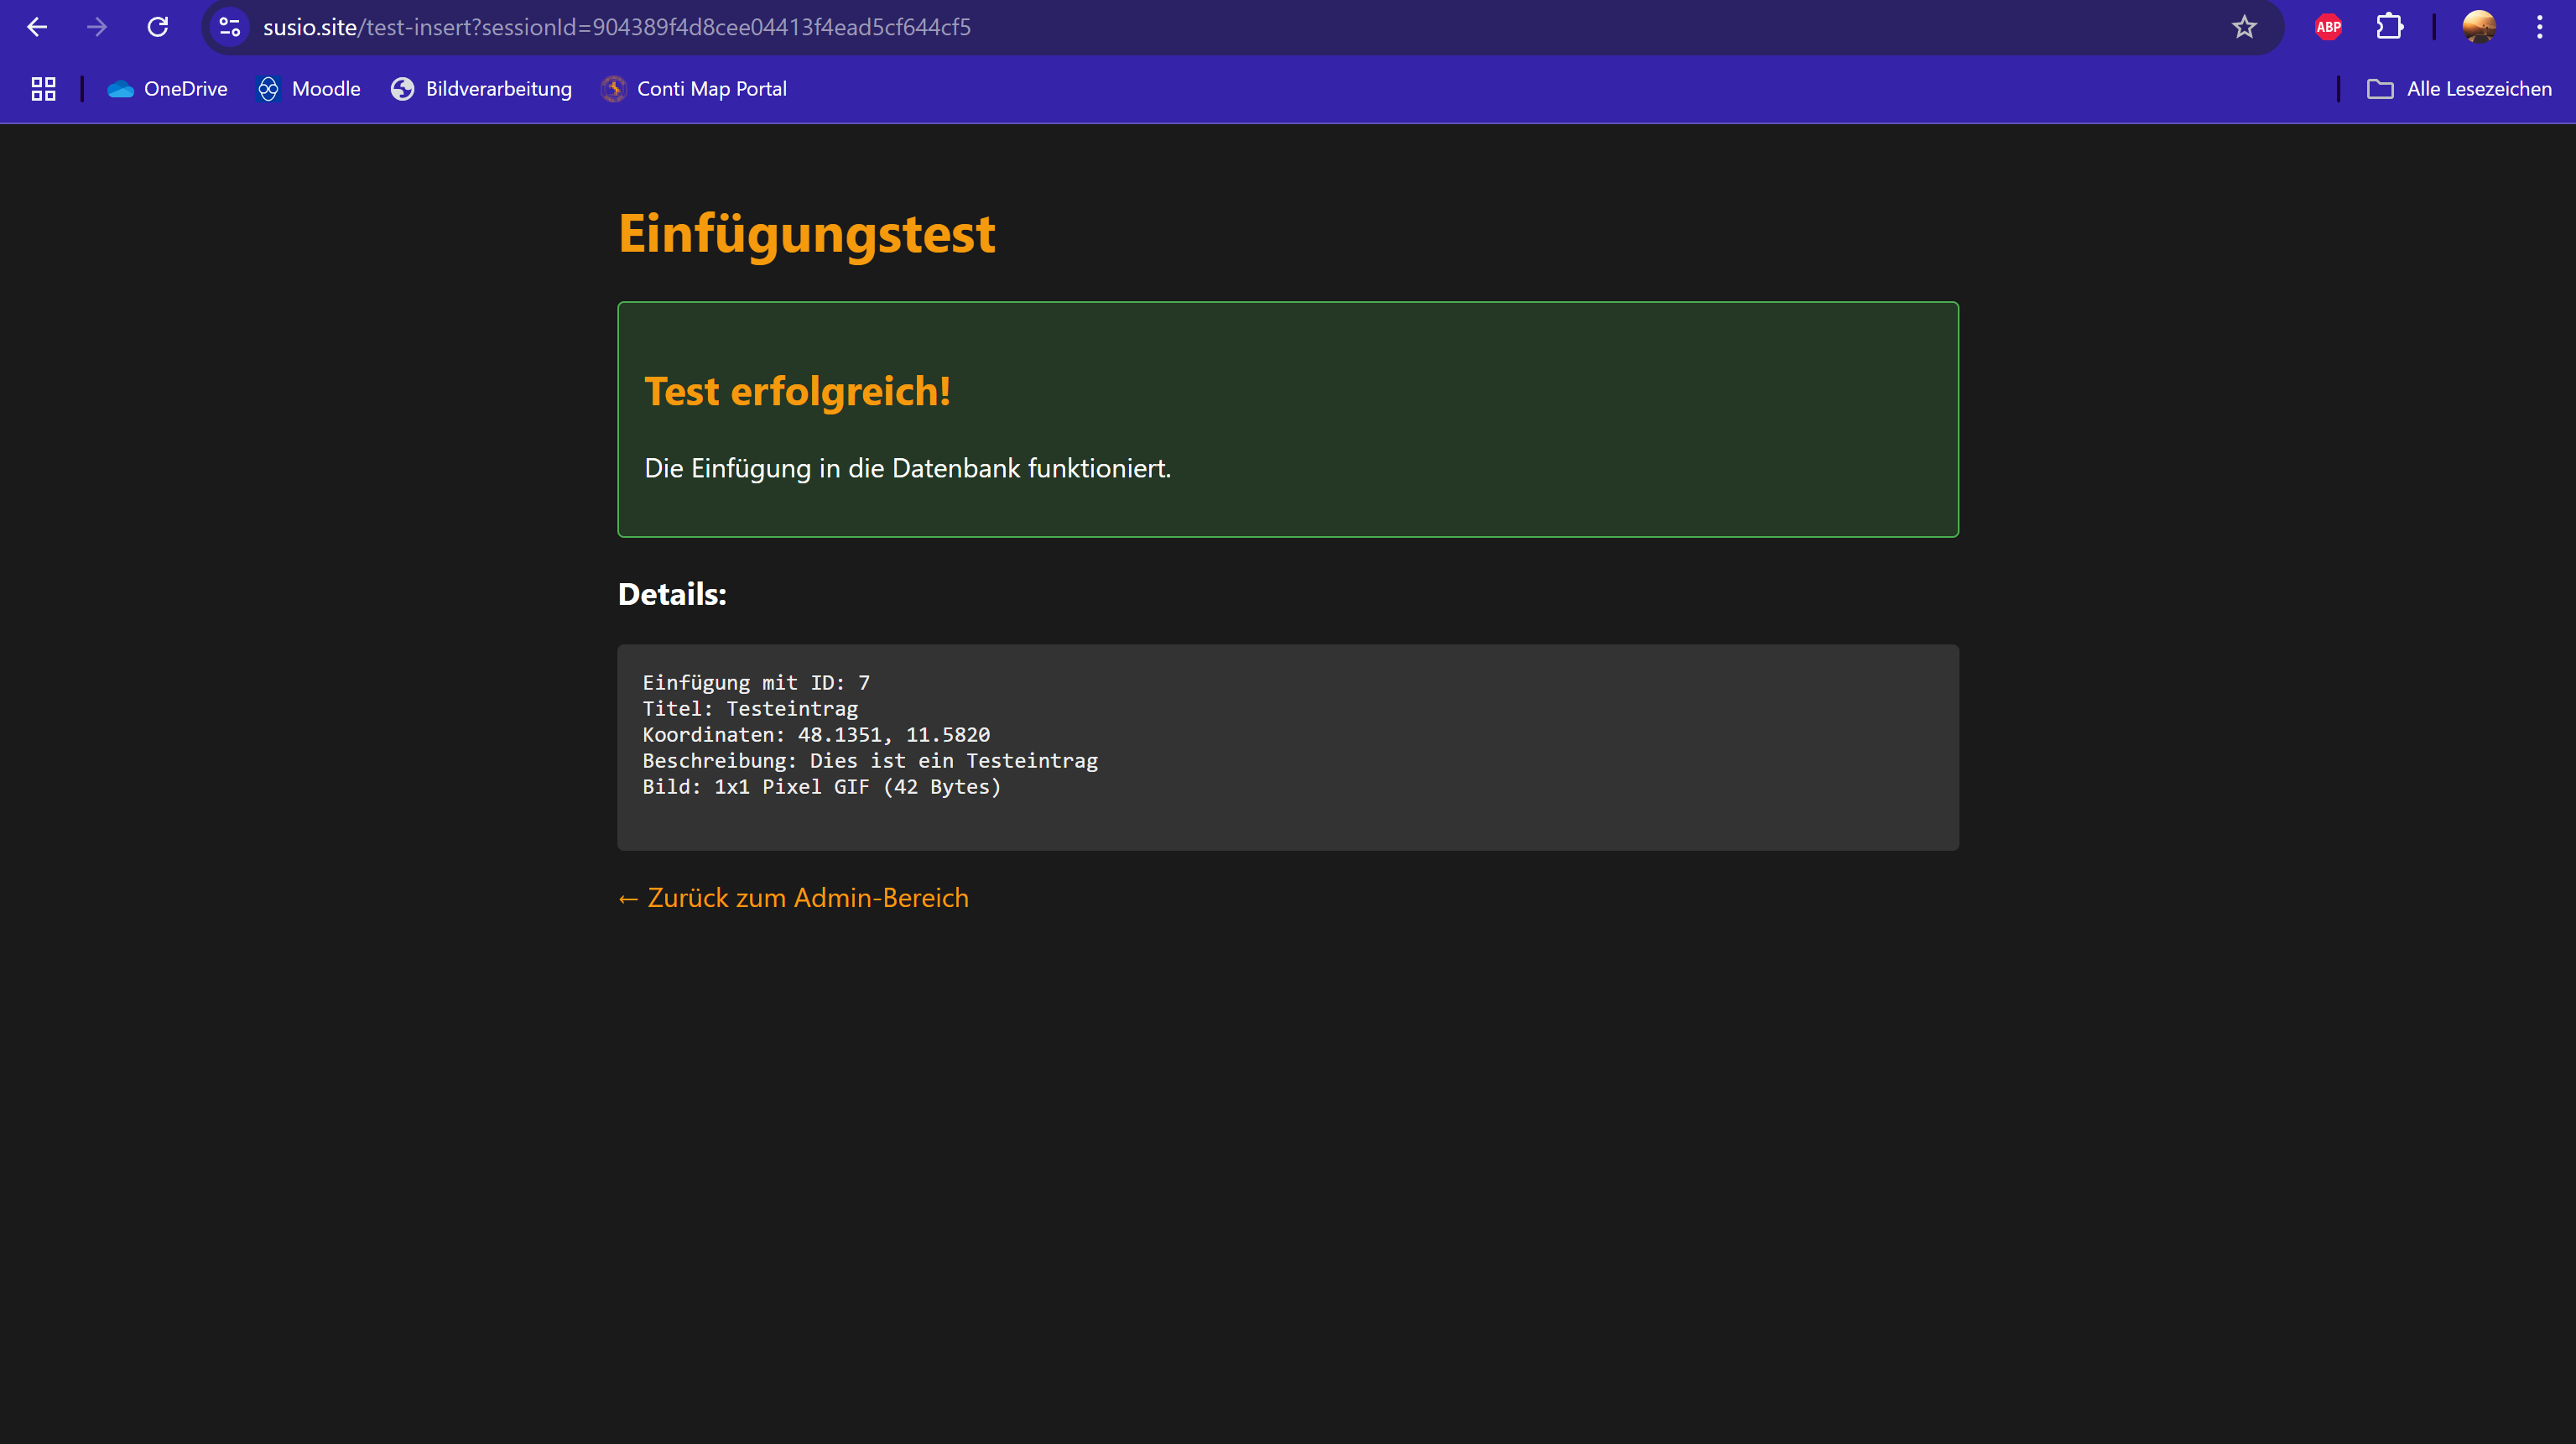 susio.site/test-insert?sessionId=904389f4d8cee04413f4ead5cf644cf5
ABP
OneDrive
Moodle
Bildverarbeitung
Conti Map Portal
Alle Lesezeichen
Einfügungstest
Test erfolgreich!
Die Einfügung in die Datenbank funktioniert.
Details:
Einfügung mit ID: 7
Titel: Testeintrag
Koordinaten: 48.1351, 11.5820
Beschreibung: Dies ist ein Testeintrag
Bild: 1x1 Pixel GIF (42 Bytes)
← Zurück zum Admin-Bereich